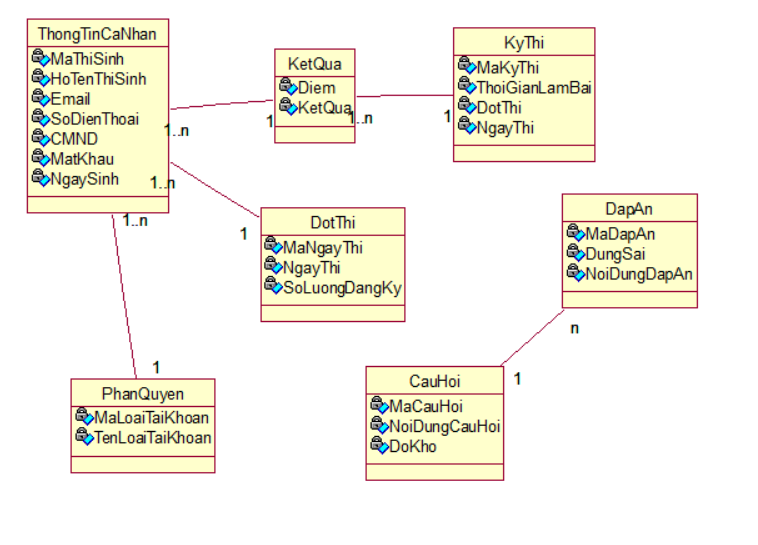 ThongTinCaNhan
MaThiSinh
HoTenThiSinh
Email
SoDienThoai
CMND
MatKhau
NgaySinh
KetQua
Diem
KetQua
KyThi
MaKyThi
ThoiGianLamBai
DotThi
NgayThi
1..n
1
1..n
1
1..n
1
1..n
1
DotThi
MaNgayThi
NgayThi
SoLuongDangKy
DapAn
MaDapAn
DungSai
NoiDungDapAn
n
1
PhanQuyen
MaLoaiTaiKhoan
TenLoaiTaiKhoan
CauHoi
MaCauHoi
NoiDungCauHoi
DoKho